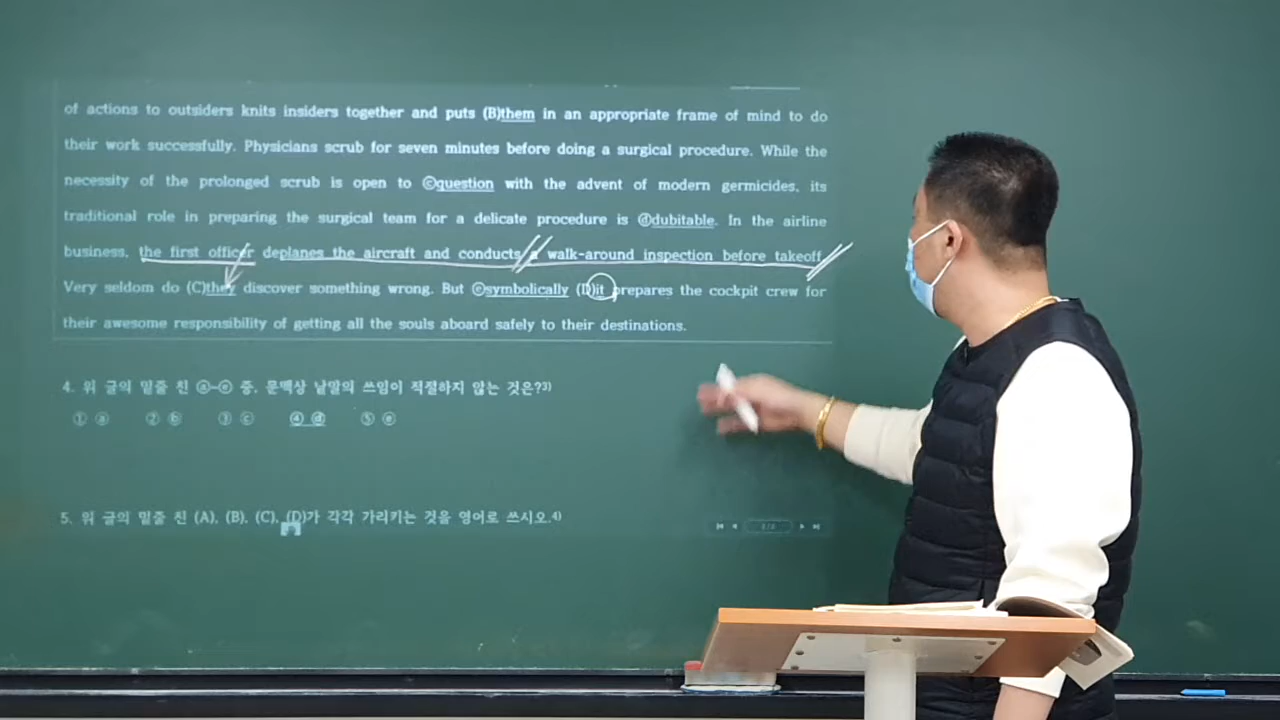 of actions to outsiders knits insiders together and puts (B)them in an appropriate frame of mind to do
their work successfully. Physicians scrub for seven minutes before doing a surgical procedure. While the
necessity of the prolonged scrub is open to ⓒquestion with the advent of modern germicides, its
traditional role in preparing the surgical team for a delicate procedure is ⓓdubitable. In the airline
business, the first officer deplanes the aircraft and conducts a walk-around inspection before takeoff.
Very seldom do (C)they discover something wrong. But ⓔsymbolically (D)it prepares the cockpit crew for
their awesome responsibility of getting all the souls aboard safely to their destinations.
4. 위 글의 밑줄 친 ⓐ~ⓔ 중, 문맥상 낱말의 쓰임이 적절하지 않는 것은?3)
① ⓐ ② ⓑ ③ ⓒ ④ ⓓ ⑤ ⓔ
5. 위 글의 밑줄 친 (A), (B), (C), (D)가 각각 가리키는 것을 영어로 쓰시오.4)